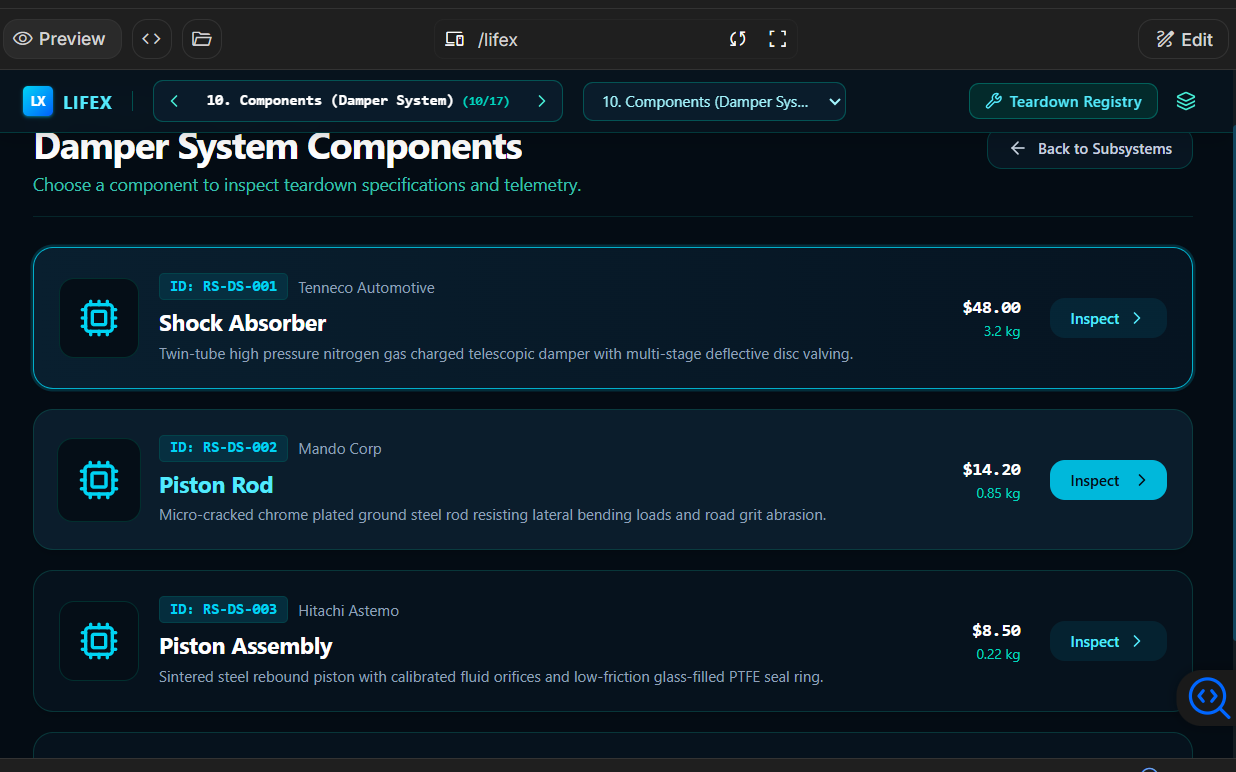 Preview
/lifex
Edit
LX LIFEX
10. Components (Damper System) (10/17)
10. Components (Damper Sys...
Teardown Registry
Damper System Components
Back to Subsystems
Choose a component to inspect teardown specifications and telemetry.
ID: RS-DS-001 Tenneco Automotive
Shock Absorber
Twin-tube high pressure nitrogen gas charged telescopic damper with multi-stage deflective disc valving.
$48.00
3.2 kg
Inspect
ID: RS-DS-002 Mando Corp
Piston Rod
Micro-cracked chrome plated ground steel rod resisting lateral bending loads and road grit abrasion.
$14.20
0.85 kg
Inspect
ID: RS-DS-003 Hitachi Astemo
Piston Assembly
Sintered steel rebound piston with calibrated fluid orifices and low-friction glass-filled PTFE seal ring.
$8.50
0.22 kg
Inspect